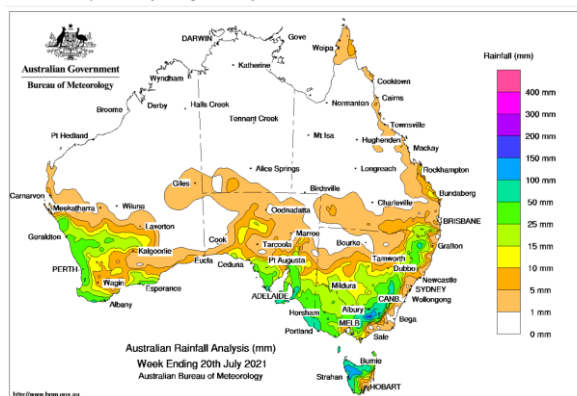 Australian Government
Bureau of Meteorology
DARWIN
Gove
Weipa
Katherine
Wyndham
Cooktown
Cairns
Derby
Halls Creek
Normanton
Broome
Tennant Creek
Townsville
Pt Hedland
Mt Isa
Hughenden
Mackay
Alice Springs
Longreach
Rockhampton
Giles
Birdsville
Bundaberg
Carnarvon
Charleville
Meekatharra
Wiluna
Oodnadatta
BRISBANE
Laverton
Marree
Geraldton
Cook
Tarcoola
Bourke
Grafton
Kalgoorlie
Eucla
Ceduna
Pt Augusta
Tamworth
PERTH
Dubbo
Wagin
Esperance
Mildura
Newcastle
SYDNEY
Albany
ADELAIDE
CANB.
Wollongong
Horsham
Albury
Portland
MELB
Bega
Sale
Burnie
Strahan
HOBART
Rainfall (mm)
400 mm
300 mm
200 mm
150 mm
100 mm
50 mm
25 mm
15 mm
10 mm
5 mm
1 mm
0 mm
Australian Rainfall Analysis (mm)
Week Ending 20th July 2021
Australian Bureau of Meteorology
http://www.bom.gov.au